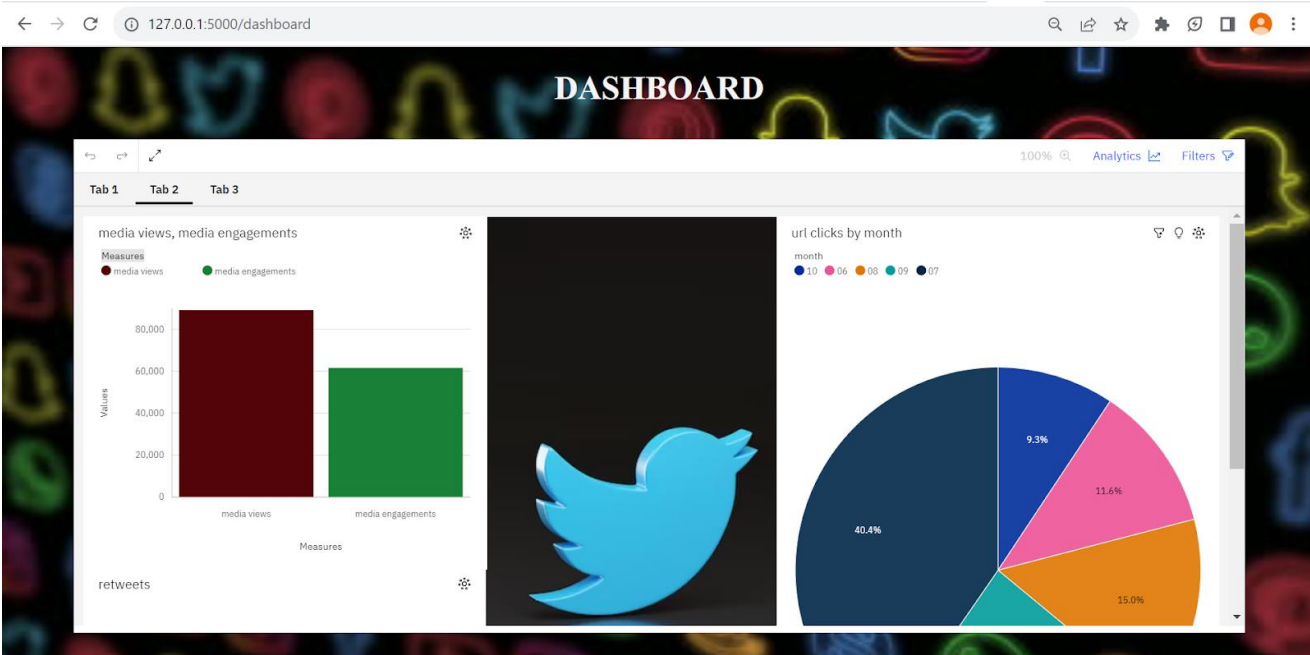 127.0.0.1:5000/dashboard
DASHBOARD
100% Analytics Filters
Tab 1 Tab 2 Tab 3
media views, media engagements
Measures
media views media engagements
80,000
60,000
40,000
20,000
0
Values
media views media engagements
Measures
retweets
url clicks by month
month
10 06 08 09 07
9.3%
11.6%
40.4%
15.0%